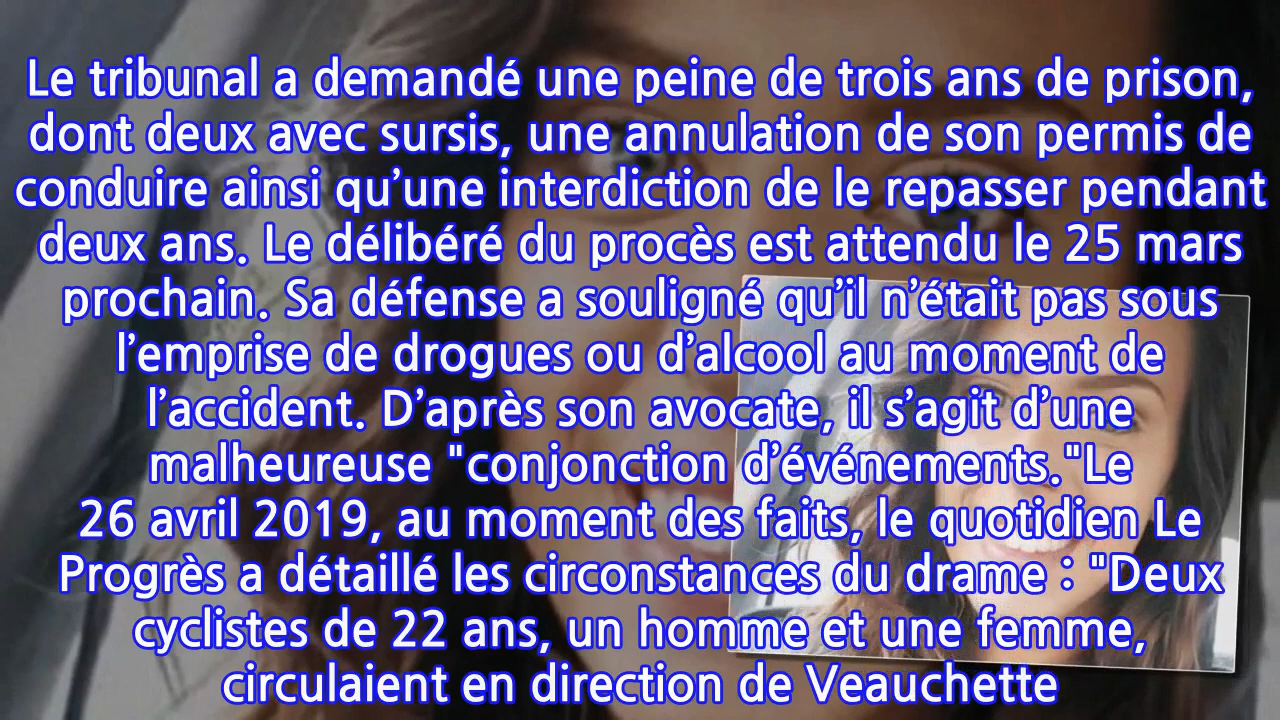 Le tribunal a demandé une peine de trois ans de prison,
dont deux avec sursis, une annulation de son permis de
conduire ainsi qu’une interdiction de le repasser pendant
deux ans. Le délibéré du procès est attendu le 25 mars
prochain. Sa défense a souligné qu’il n’était pas sous
l’emprise de drogues ou d’alcool au moment de
l’accident. D’après son avocate, il s’agit d’une
malheureuse "conjonction d’événements."Le
26 avril 2019, au moment des faits, le quotidien Le
Progrès a détaillé les circonstances du drame : "Deux
cyclistes de 22 ans, un homme et une femme,
circulaient en direction de Veauchette